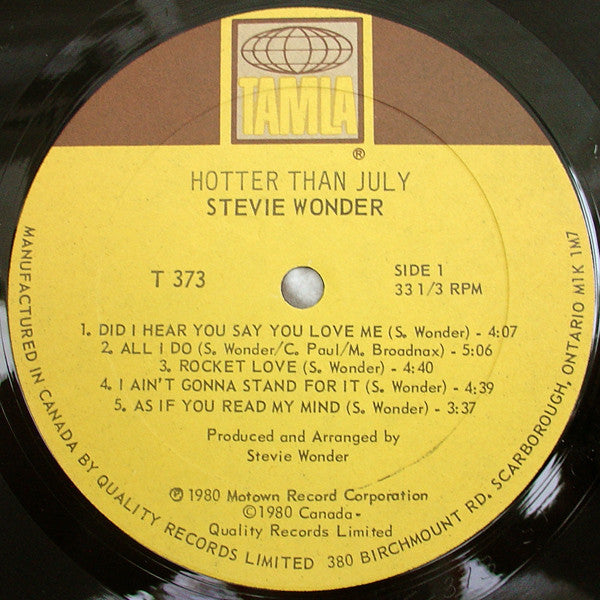 TAMLA
®
HOTTER THAN JULY
STEVIE WONDER
T 373
SIDE 1
33 1/3 RPM
1. DID I HEAR YOU SAY YOU LOVE ME (S. Wonder) - 4:07
2. ALL I DO (S. Wonder/C. Paul/M. Broadnax) - 5:06
3. ROCKET LOVE (S. Wonder) - 4:40
4. I AIN'T GONNA STAND FOR IT (S. Wonder) - 4:39
5. AS IF YOU READ MY MIND (S. Wonder) - 3:37
Produced and Arranged by
Stevie Wonder
℗ 1980 Motown Record Corporation
©1980 Canada-
Quality Records Limited
MANUFACTURED IN CANADA BY QUALITY RECORDS LIMITED 380 BIRCHMOUNT RD. SCARBOROUGH, ONTARIO M1K 1M7